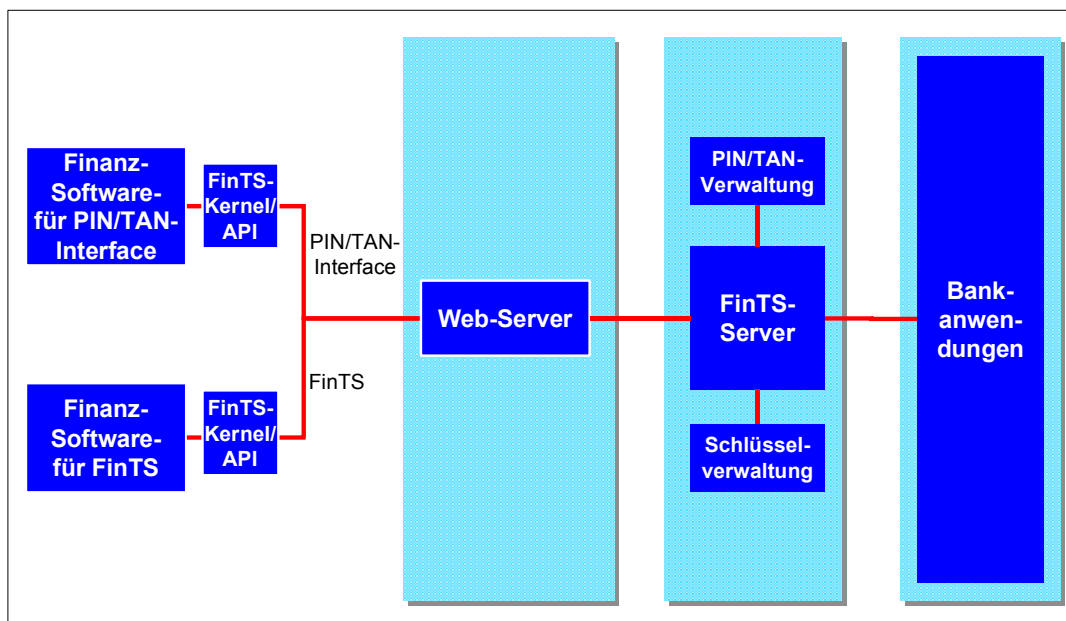 Finanz-
Software-
für PIN/TAN-
Interface
FinTS-
Kernel/
API
PIN/TAN-
Interface
Finanz-
Software-
für FinTS
FinTS-
Kernel/
API
FinTS
Web-Server
PIN/TAN-
Verwaltung
FinTS-
Server
Schlüssel-
verwaltung
Bank-
anwen-
dungen